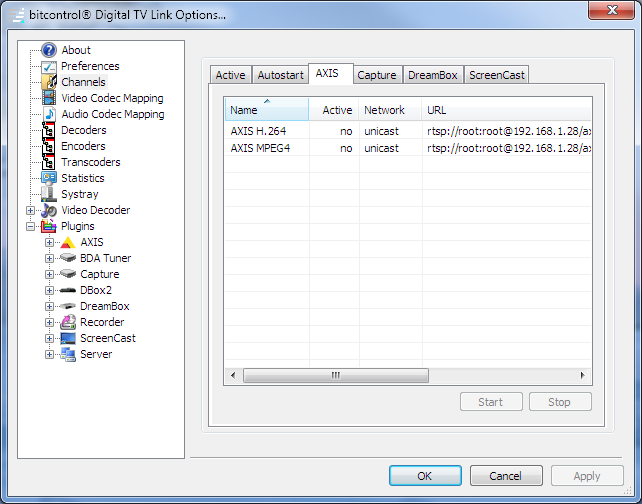 bitcontrol® Digital TV Link Options...
About
Preferences
Channels
Video Codec Mapping
Audio Codec Mapping
Decoders
Encoders
Transcoders
Statistics
Systray
Video Decoder
Plugins
AXIS
BDA Tuner
Capture
DBox2
DreamBox
Recorder
ScreenCast
Server
Active Autostart AXIS Capture DreamBox ScreenCast
Name Active Network URL
AXIS H.264 no unicast rtsp://root:root@192.168.1.28/ax
AXIS MPEG4 no unicast rtsp://root:root@192.168.1.28/ax
Start Stop
OK Cancel Apply